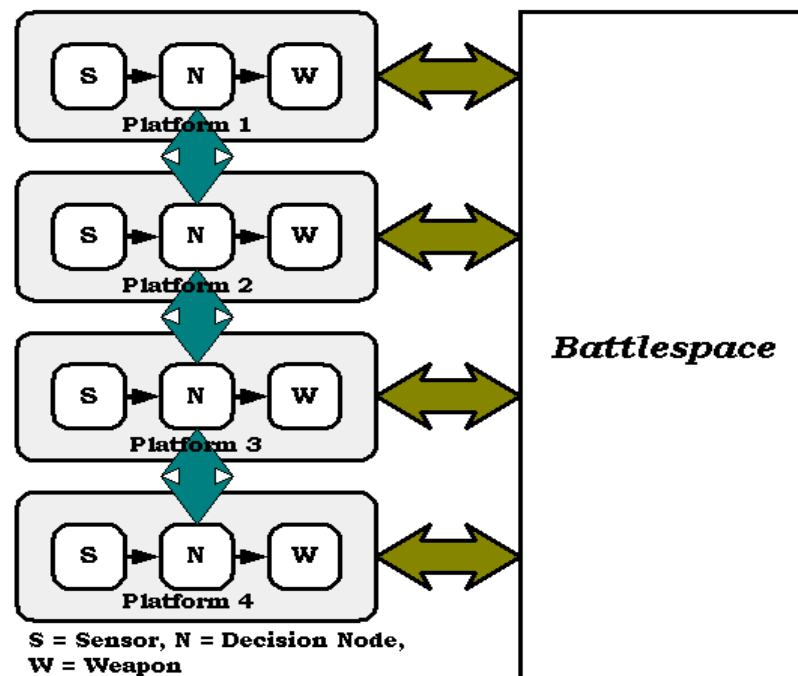 S N W
Platform 1
S N W
Platform 2
S N W
Platform 3
S N W
Platform 4
Battlespace
S = Sensor, N = Decision Node,
W = Weapon